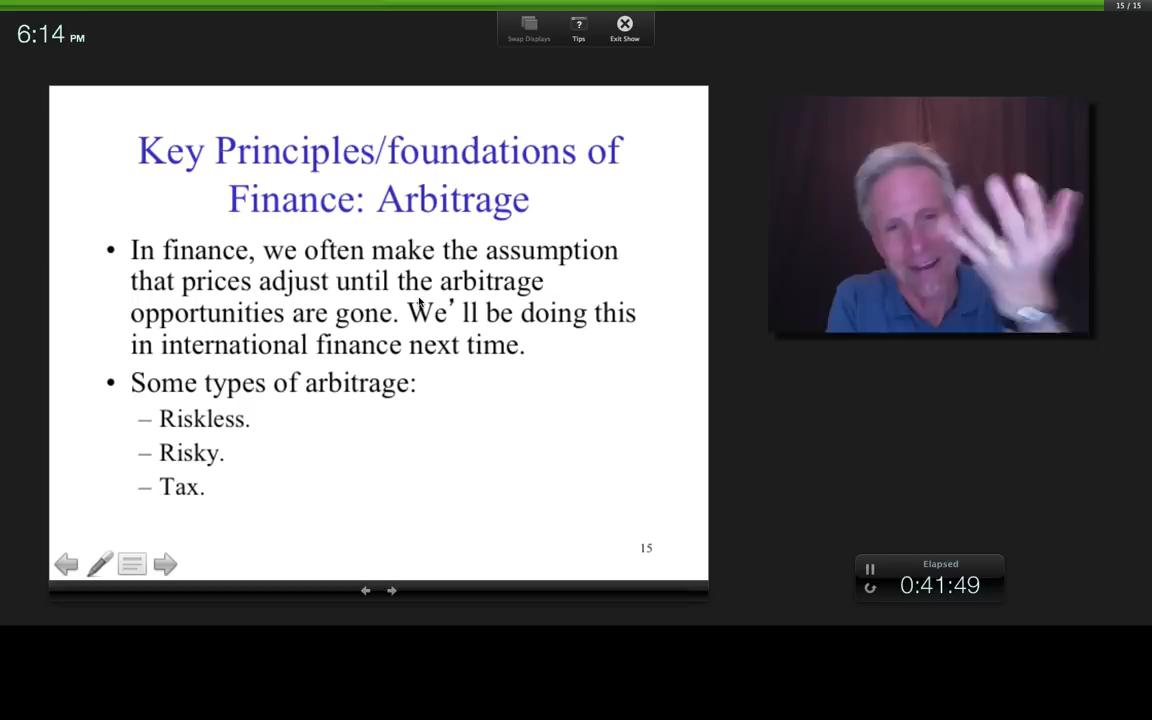 15 / 15
6:14 PM
Swap Displays
?
Tips
Exit Show
Key Principles/foundations of
Finance: Arbitrage
• In finance, we often make the assumption
that prices adjust until the arbitrage
opportunities are gone. We’ll be doing this
in international finance next time.
• Some types of arbitrage:
– Riskless.
– Risky.
– Tax.
15
Elapsed
0:41:49